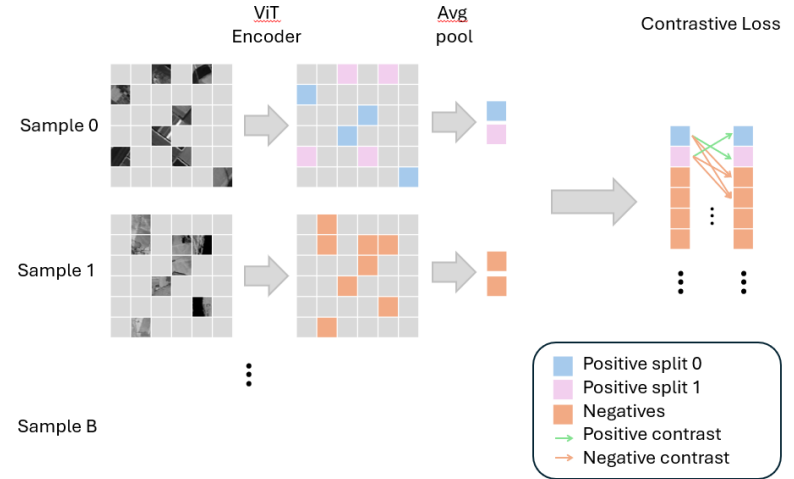 ViT
Encoder
Avg
pool
Contrastive Loss
Sample 0
Sample 1
Sample B
Positive split 0
Positive split 1
Negatives
Positive contrast
Negative contrast